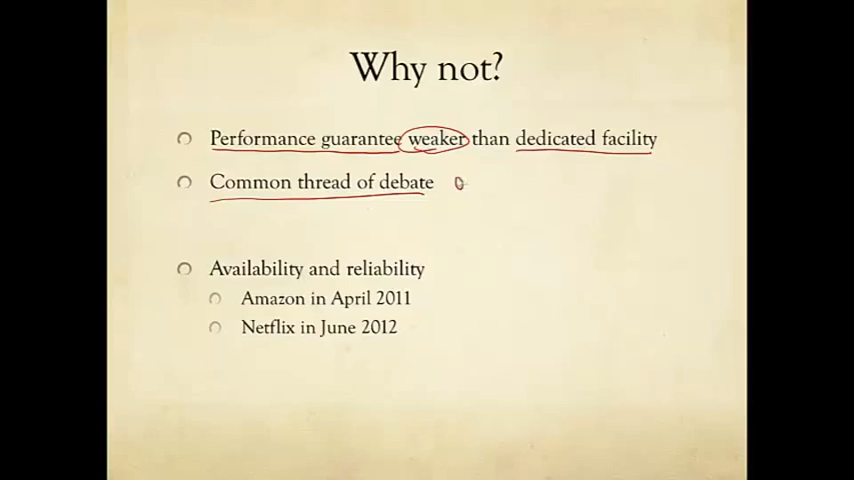 Why not?
Performance guarantee weaker than dedicated facility
Common thread of debate
Availability and reliability
Amazon in April 2011
Netflix in June 2012